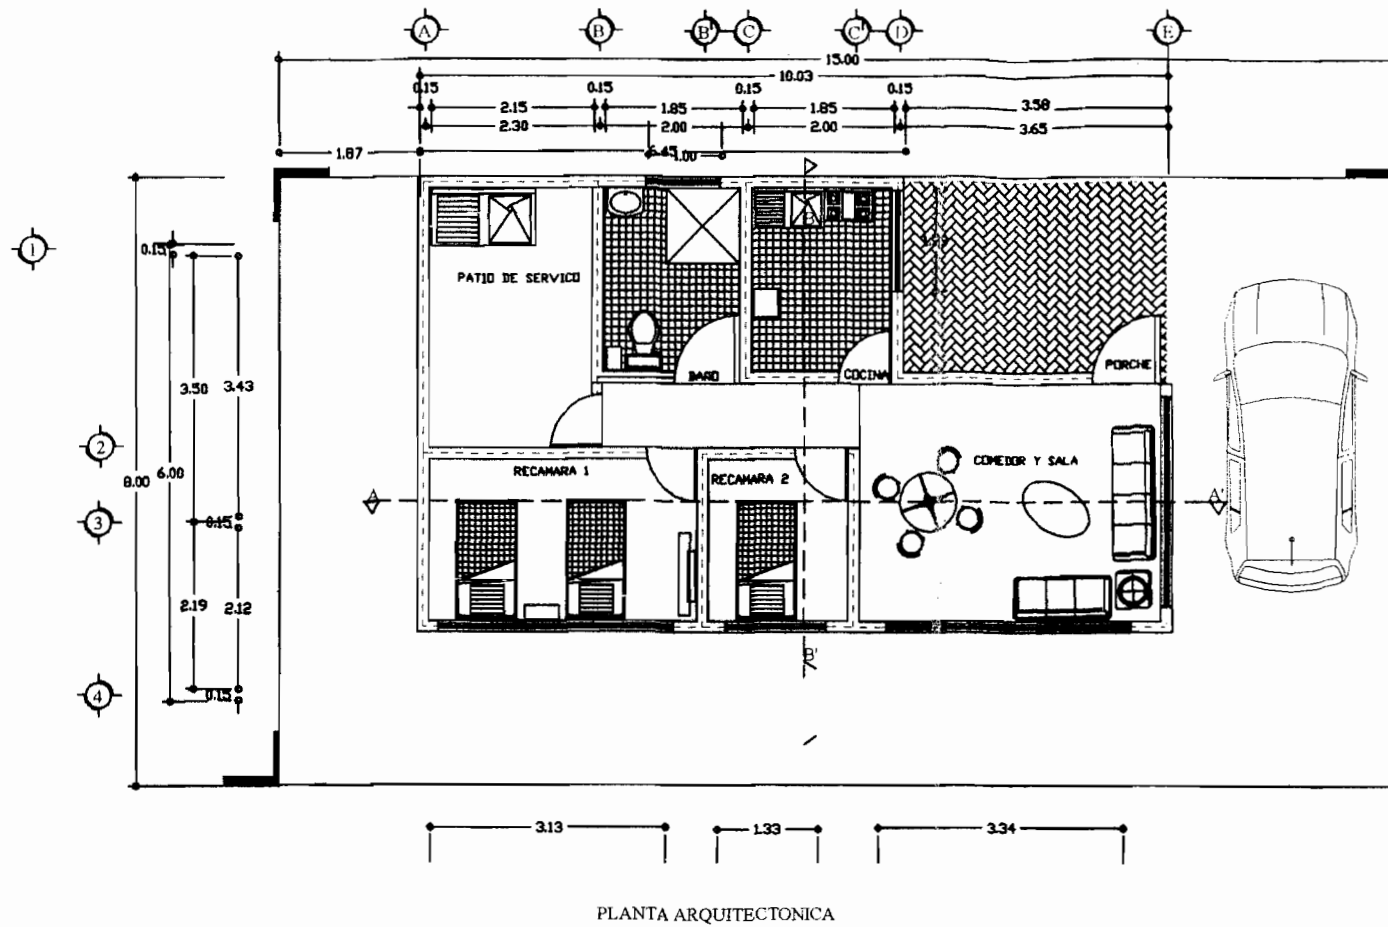 A B B' C C' D E
15.00
10.03
0.15 0.15 0.15 0.15
2.15 1.85 1.85 3.58
2.30 2.00 2.00 3.65
1.87 6.45 1.00
1
0.15
PATIO DE SERVICO
BAÑO
COCINA
PORCHE
3.50 3.43
2
8.00 6.00
RECAMARA 1
RECAMARA 2
COMEDOR Y SALA
A A'
3
0.15
2.19 2.12
B'
4
0.15
3.13 1.33 3.34
PLANTA ARQUITECTONICA